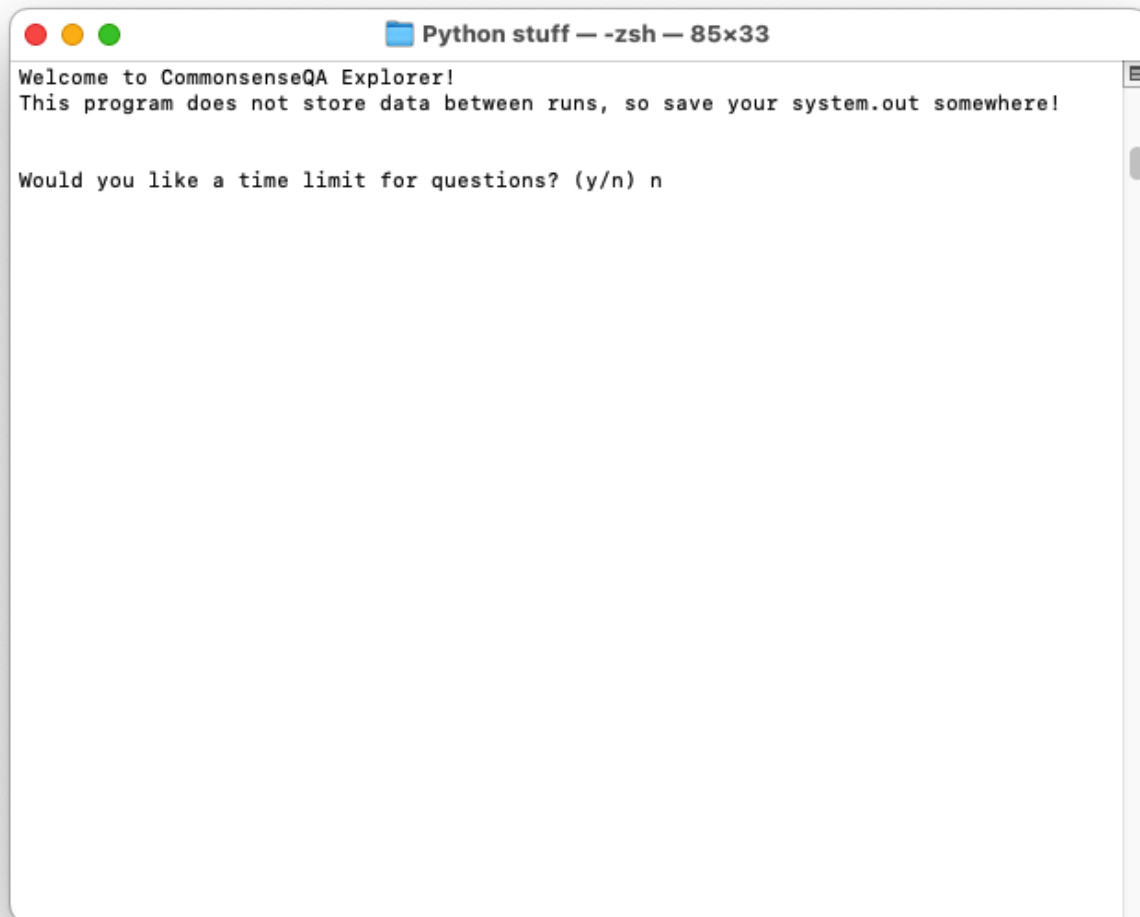 Python stuff — -zsh — 85×33
Welcome to CommonsenseQA Explorer!
This program does not store data between runs, so save your system.out somewhere!
Would you like a time limit for questions? (y/n) n